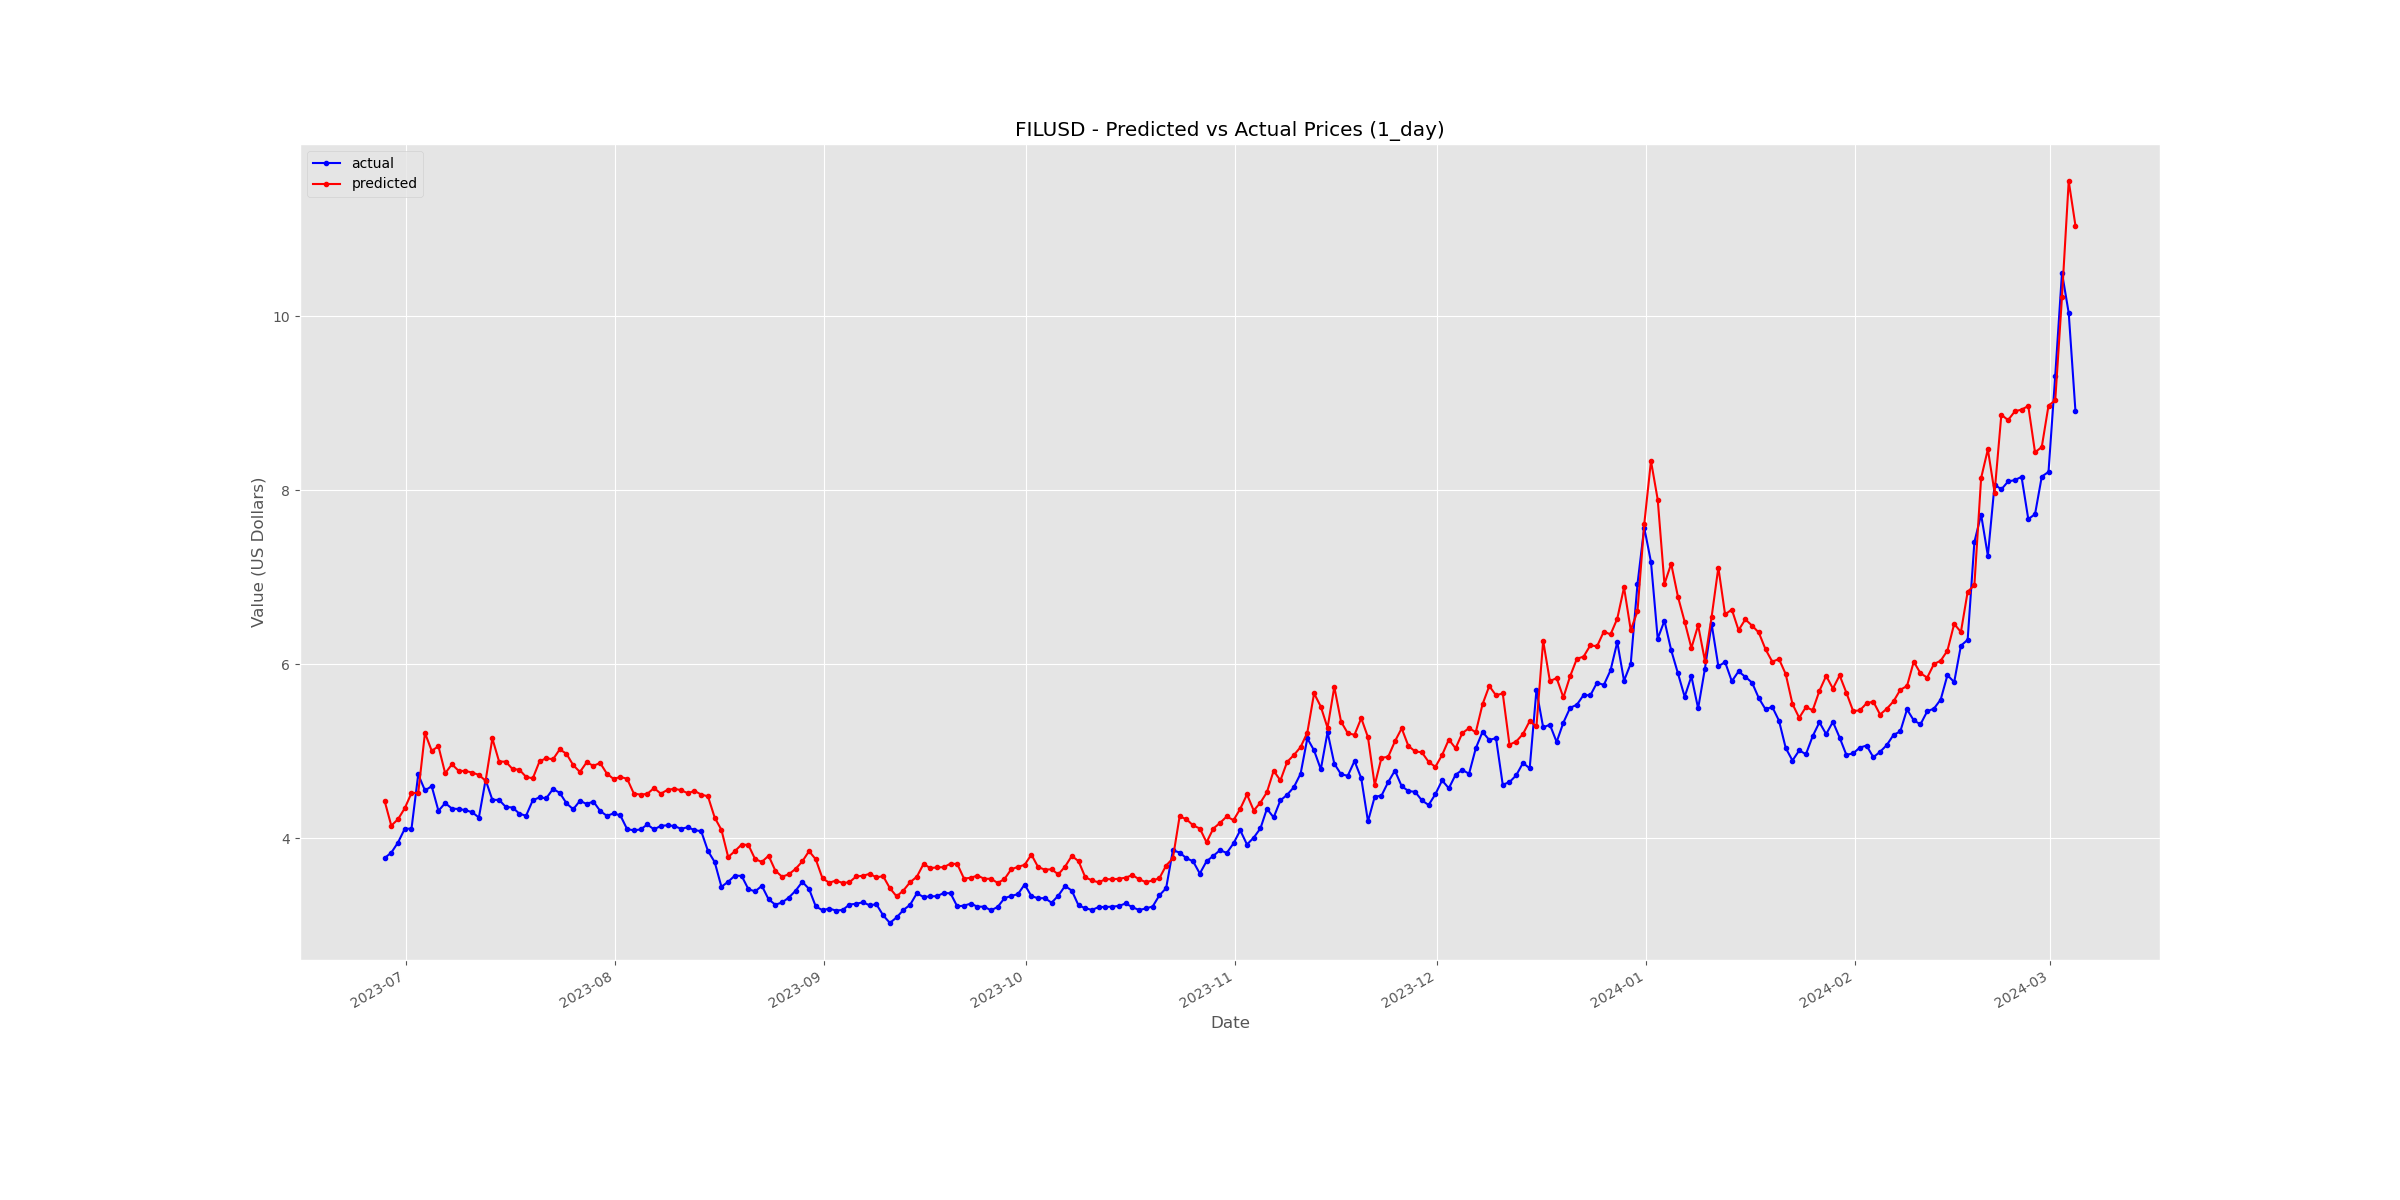 FILUSD - Predicted vs Actual Prices (1_day)
actual
predicted
Value (US Dollars)
10
8
6
4
2023-07
2023-08
2023-09
2023-10
2023-11
2023-12
2024-01
2024-02
2024-03
Date